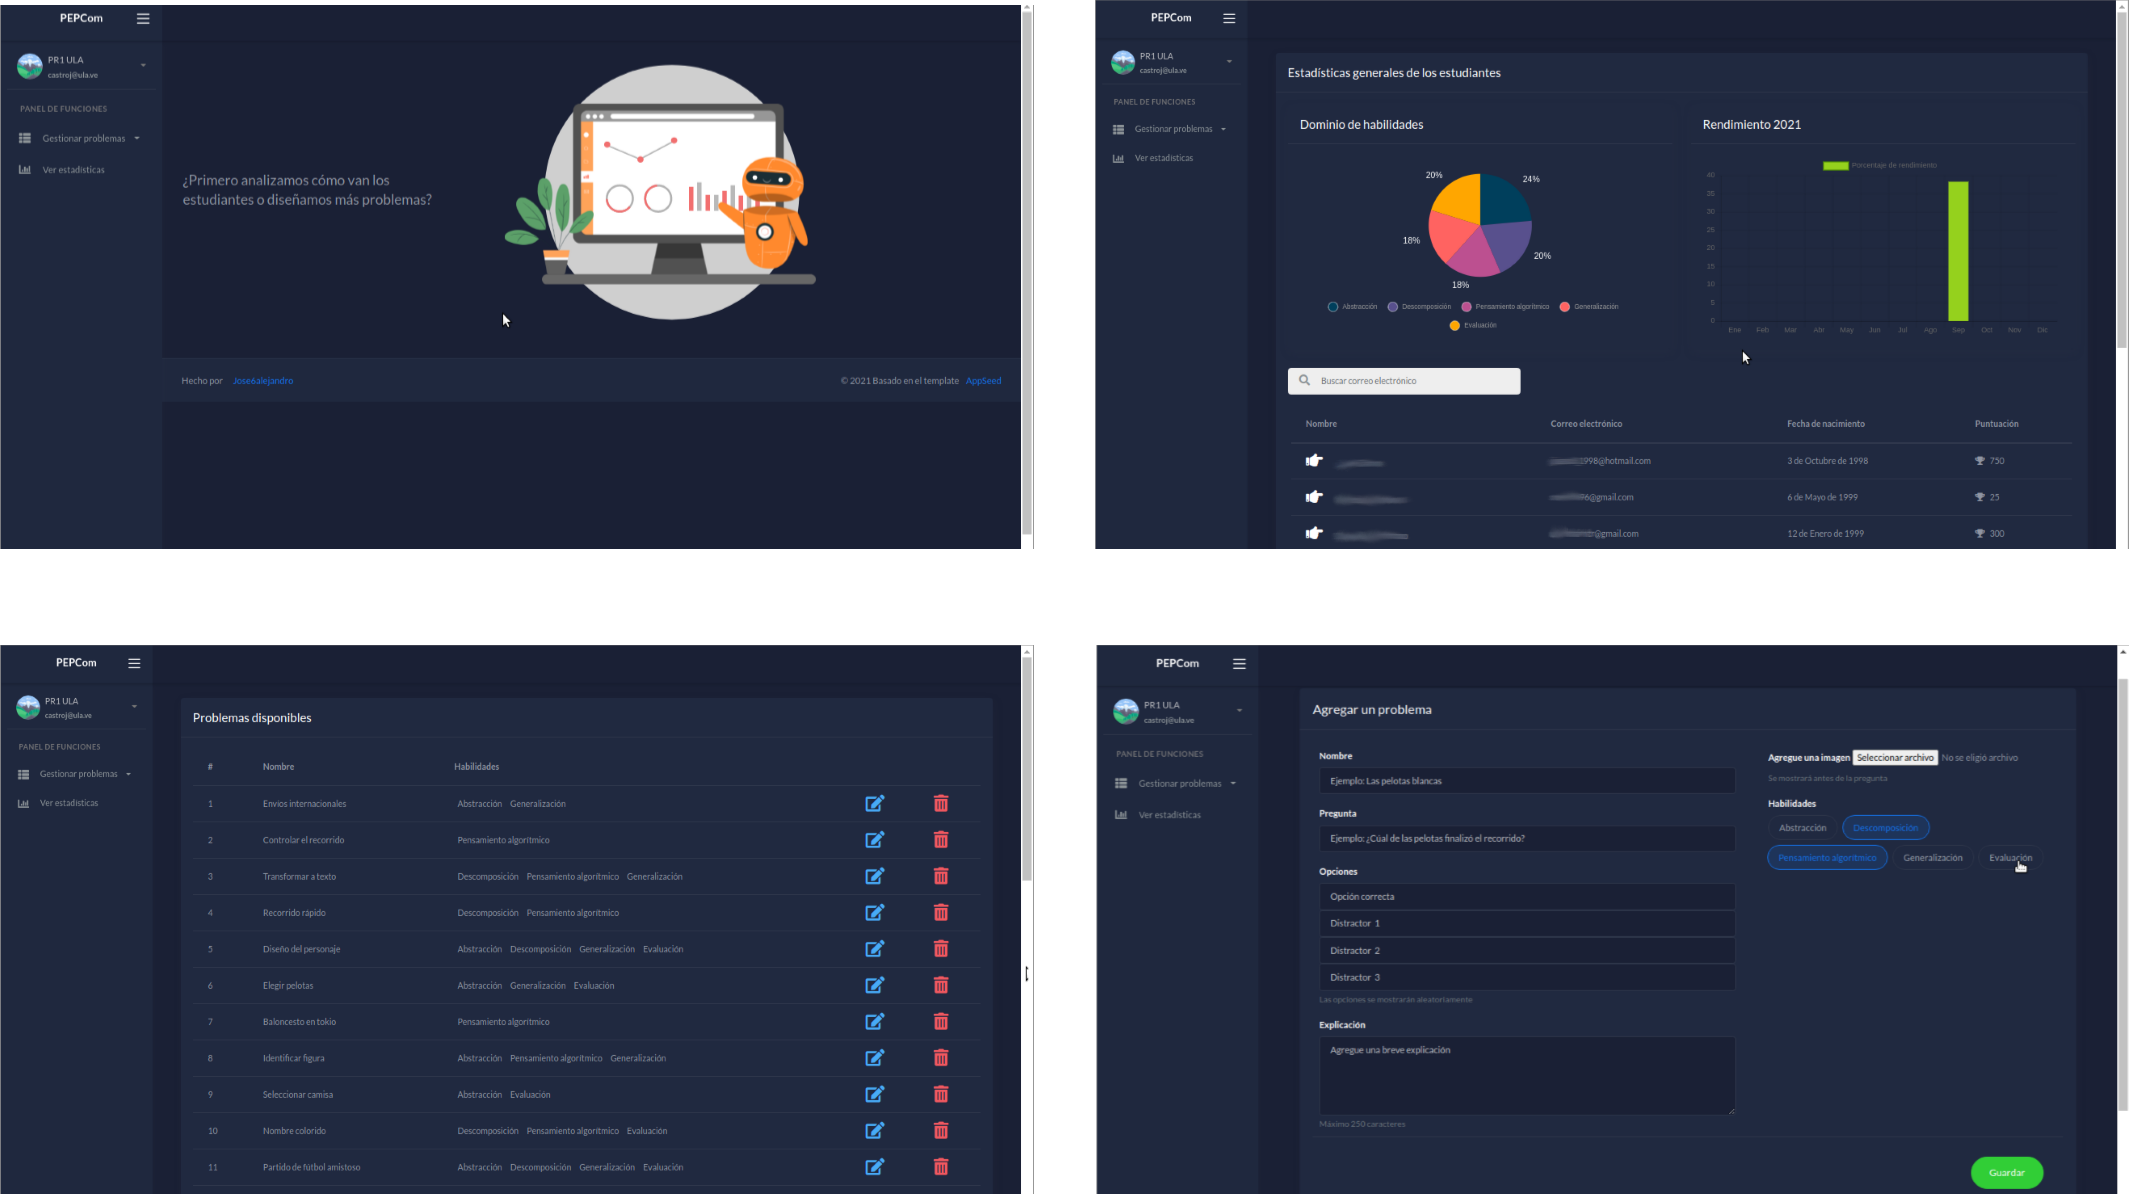 PEPCom
PR1 ULA
castroj@ula.ve
PANEL DE FUNCIONES
Gestionar problemas
Ver estadísticas
¿Primero analizamos cómo van los
estudiantes o diseñamos más problemas?
Hecho por Jose6alejandro
© 2021 Basado en el template AppSeed
PEPCom
PR1 ULA
castroj@ula.ve
PANEL DE FUNCIONES
Gestionar problemas
Ver estadísticas
Estadísticas generales de los estudiantes
Dominio de habilidades
20%
24%
18%
20%
18%
Abstracción Descomposición Pensamiento algorítmico Generalización
Evaluación
Rendimiento 2021
Porcentaje de rendimiento
40
35
30
25
20
15
10
5
0
Ene Feb Mar Abr May Jun Jul Ago Sep Oct Nov Dic
Buscar correo electrónico
Nombre Correo electrónico Fecha de nacimiento Puntuación
998@hotmail.com 3 de Octubre de 1998 750
6@gmail.com 6 de Mayo de 1999 25
@gmail.com 12 de Enero de 1999 300
PEPCom
PR1 ULA
castroj@ula.ve
PANEL DE FUNCIONES
Gestionar problemas
Ver estadísticas
Problemas disponibles
# Nombre Habilidades
1 Envíos internacionales Abstracción Generalización
2 Controlar el recorrido Pensamiento algorítmico
3 Transformar a texto Descomposición Pensamiento algorítmico Generalización
4 Recorrido rápido Descomposición Pensamiento algorítmico
5 Diseño del personaje Abstracción Descomposición Generalización Evaluación
6 Elegir pelotas Abstracción Generalización Evaluación
7 Baloncesto en tokio Pensamiento algorítmico
8 Identificar figura Abstracción Pensamiento algorítmico Generalización
9 Seleccionar camisa Abstracción Evaluación
10 Nombre colorido Descomposición Pensamiento algorítmico Evaluación
11 Partido de fútbol amistoso Abstracción Descomposición Generalización Evaluación
PEPCom
PR1 ULA
castroj@ula.ve
PANEL DE FUNCIONES
Gestionar problemas
Ver estadísticas
Agregar un problema
Nombre
Ejemplo: Las pelotas blancas
Pregunta
Ejemplo: ¿Cúal de las pelotas finalizó el recorrido?
Opciones
Opción correcta
Distractor 1
Distractor 2
Distractor 3
Las opciones se mostrarán aleatoriamente
Explicación
Agregue una breve explicación
Máximo 250 caracteres
Agregue una imagen Seleccionar archivo No se eligió archivo
Se mostrará antes de la pregunta
Habilidades
Abstracción Descomposición
Pensamiento algorítmico Generalización Evaluación
Guardar